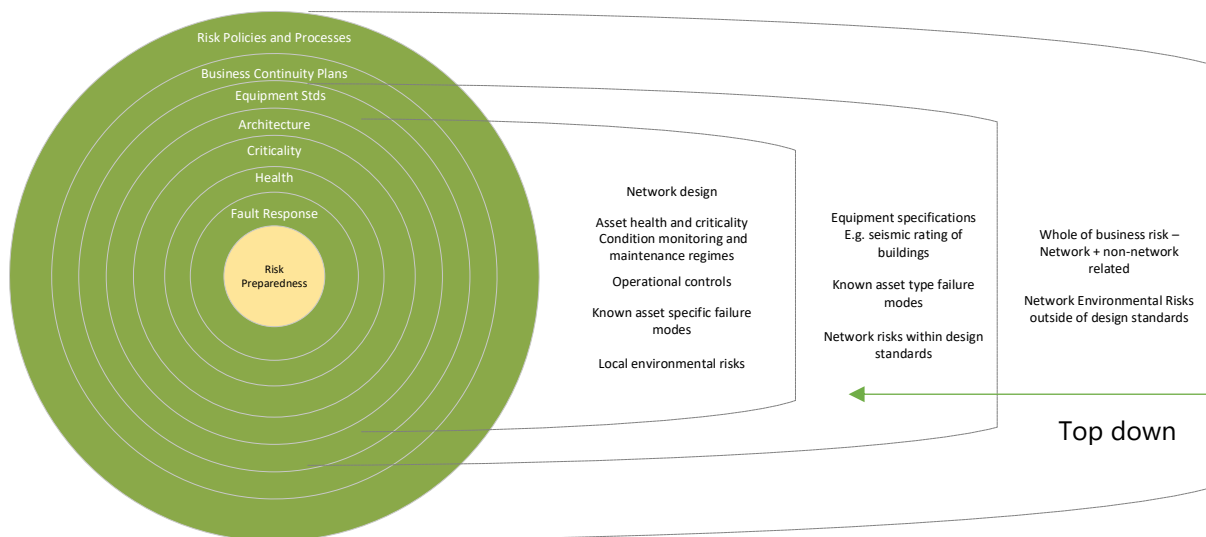 Risk Policies and Processes
Business Continuity Plans
Equipment Stds
Architecture
Criticality
Health
Fault Response
Risk
Preparedness
Network design
Asset health and criticality
Condition monitoring and
maintenance regimes
Operational controls
Known asset specific failure
modes
Local environmental risks
Equipment specifications
E.g. seismic rating of
buildings
Known asset type failure
modes
Network risks within design
standards
Whole of business risk –
Network + non-network
related
Network Environmental Risks
outside of design standards
Top down